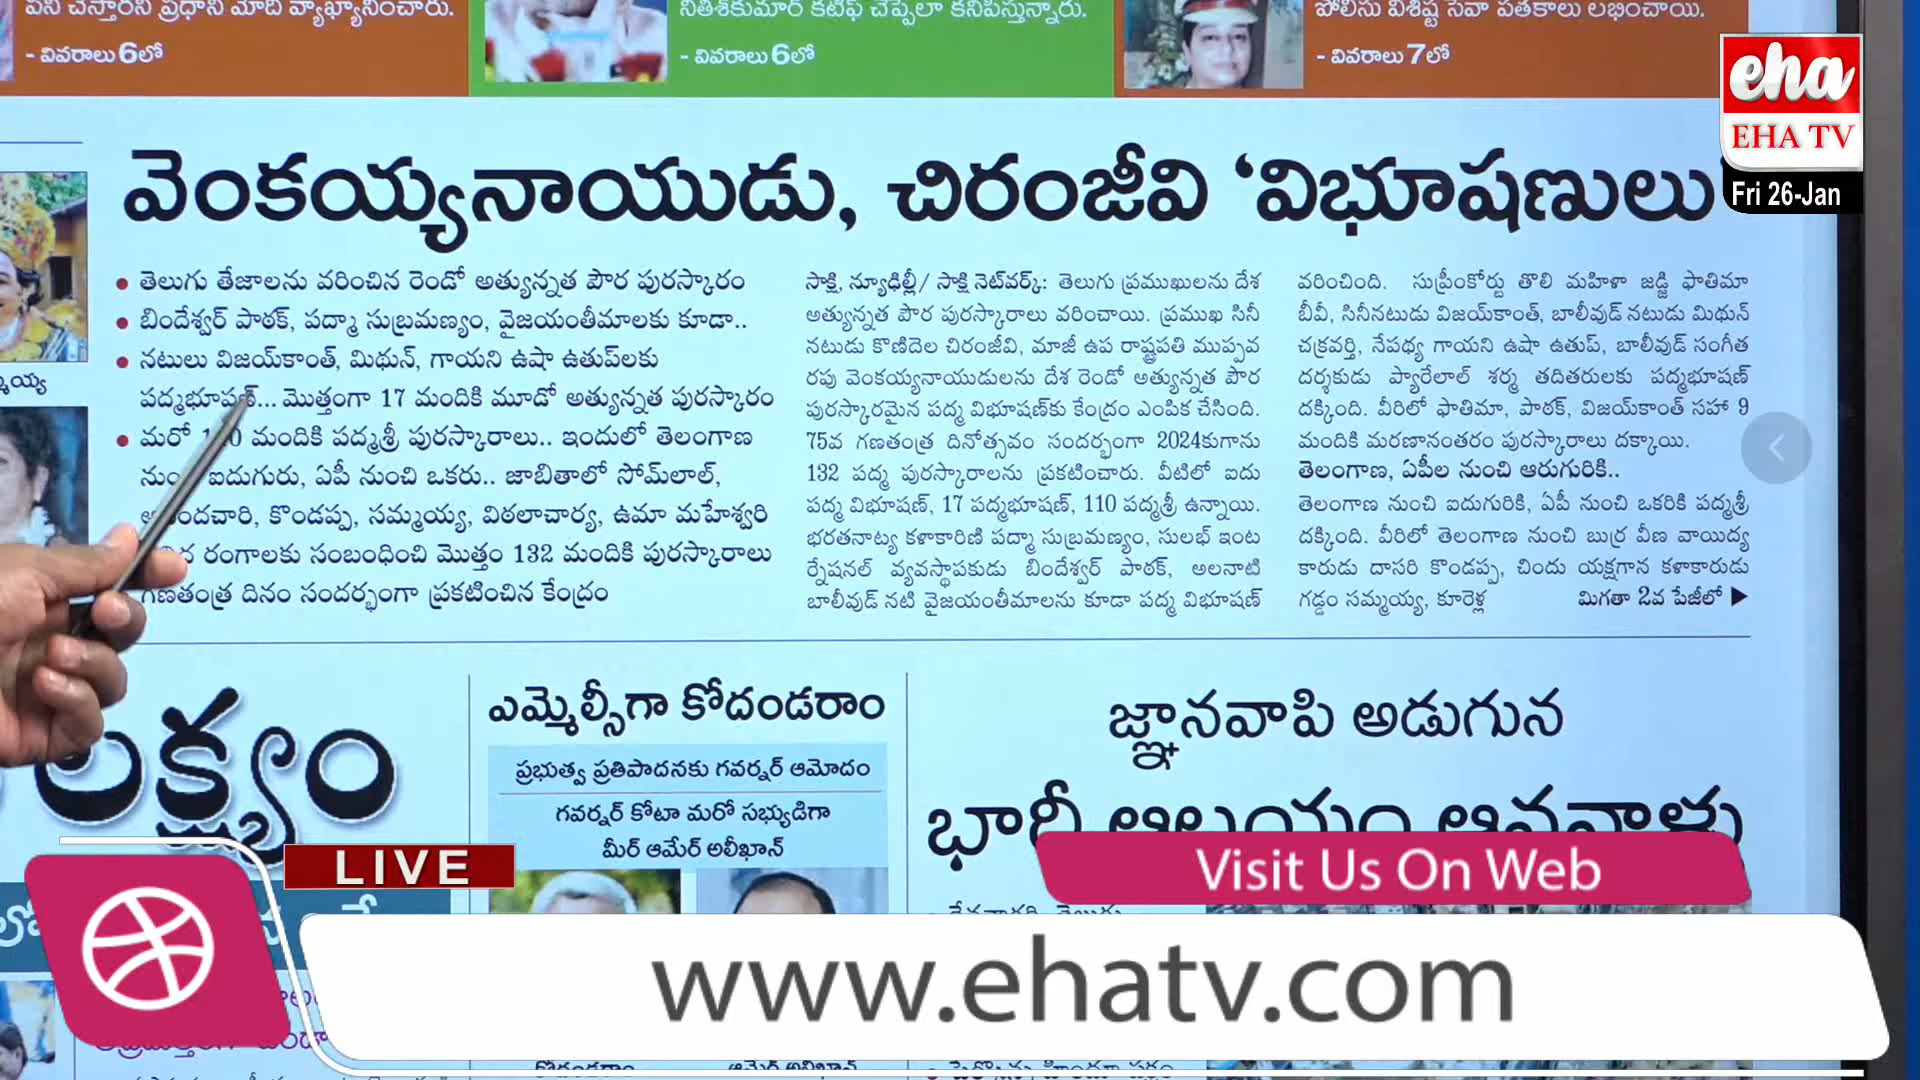 పని చేస్తారని ప్రధాని మోదీ వ్యాఖ్యానించారు.
- వివరాలు 6లో
నితీశ్‌కుమార్ కటీఫ్ చెప్పేలా కనిపిస్తున్నారు.
- వివరాలు 6లో
పోలీసు విశిష్ట సేవా పతకాలు లభించాయి.
- వివరాలు 7లో
eha
EHA TV
Fri 26-Jan
వెంకయ్యనాయుడు, చిరంజీవి ‘విభూషణులు’
• తెలుగు తేజాలను వరించిన రెండో అత్యున్నత పౌర పురస్కారం
• బిందేశ్వర్ పాఠక్, పద్మా సుబ్రమణ్యం, వైజయంతీమాలకు కూడా..
• నటులు విజయ్‌కాంత్, మిథున్, గాయని ఉషా ఉతుప్‌లకు
పద్మభూషణ్... మొత్తంగా 17 మందికి మూడో అత్యున్నత పురస్కారం
• మరో మందికి పద్మశ్రీ పురస్కారాలు.. ఇందులో తెలంగాణ
ఐదుగురు, ఏపీ నుంచి ఒకరు.. జాబితాలో సోమ్‌లాల్,
కొండప్ప, సమ్మయ్య, విఠలాచార్య, ఉమా మహేశ్వరి
రంగాలకు సంబంధించి మొత్తం 132 మందికి పురస్కారాలు
గణతంత్ర దినం సందర్భంగా ప్రకటించిన కేంద్రం
సాక్షి, న్యూఢిల్లీ/ సాక్షి నెట్‌వర్క్: తెలుగు ప్రముఖులను దేశ
అత్యున్నత పౌర పురస్కారాలు వరించాయి. ప్రముఖ సినీ
నటుడు కొణిదెల చిరంజీవి, మాజీ ఉప రాష్ట్రపతి ముప్పవ
రపు వెంకయ్యనాయుడులను దేశ రెండో అత్యున్నత పౌర
పురస్కారమైన పద్మ విభూషణ్‌కు కేంద్రం ఎంపిక చేసింది.
75వ గణతంత్ర దినోత్సవం సందర్భంగా 2024కుగాను
132 పద్మ పురస్కారాలను ప్రకటించారు. వీటిలో ఐదు
పద్మ విభూషణ్, 17 పద్మభూషణ్, 110 పద్మశ్రీ ఉన్నాయి.
భరతనాట్య కళాకారిణి పద్మా సుబ్రమణ్యం, సులభ్ ఇంట
ర్నేషనల్ వ్యవస్థాపకుడు బిందేశ్వర్ పాఠక్, అలనాటి
బాలీవుడ్ నటి వైజయంతీమాలను కూడా పద్మ విభూషణ్
వరించింది. సుప్రీంకోర్టు తొలి మహిళా జడ్జి ఫాతిమా
బీవీ, సినీనటుడు విజయ్‌కాంత్, బాలీవుడ్ నటుడు మిథున్
చక్రవర్తి, నేపథ్య గాయని ఉషా ఉతుప్, బాలీవుడ్ సంగీత
దర్శకుడు ప్యారేలాల్ శర్మ తదితరులకు పద్మభూషణ్
దక్కింది. వీరిలో ఫాతిమా, పాఠక్, విజయ్‌కాంత్ సహా 9
మందికి మరణానంతరం పురస్కారాలు దక్కాయి.
తెలంగాణ, ఏపీల నుంచి ఆరుగురికి..
తెలంగాణ నుంచి ఐదుగురికి, ఏపీ నుంచి ఒకరికి పద్మశ్రీ
దక్కింది. వీరిలో తెలంగాణ నుంచి బుర్ర వీణ వాయిద్య
కారుడు దాసరి కొండప్ప, చిందు యక్షగాన కళాకారుడు
గడ్డం సమ్మయ్య, కూరెళ్ల మిగతా 2వ పేజీలో ▶
లక్ష్యం
ఎమ్మెల్సీగా కోదండరాం
ప్రభుత్వ ప్రతిపాదనకు గవర్నర్ ఆమోదం
గవర్నర్ కోటా మరో సభ్యుడిగా
మీర్ ఆమేర్ అలీఖాన్
జ్ఞానవాపి అడుగున
భారీ ఆలయం ఆనవాళ్లు
LIVE
Visit Us On Web
www.ehatv.com